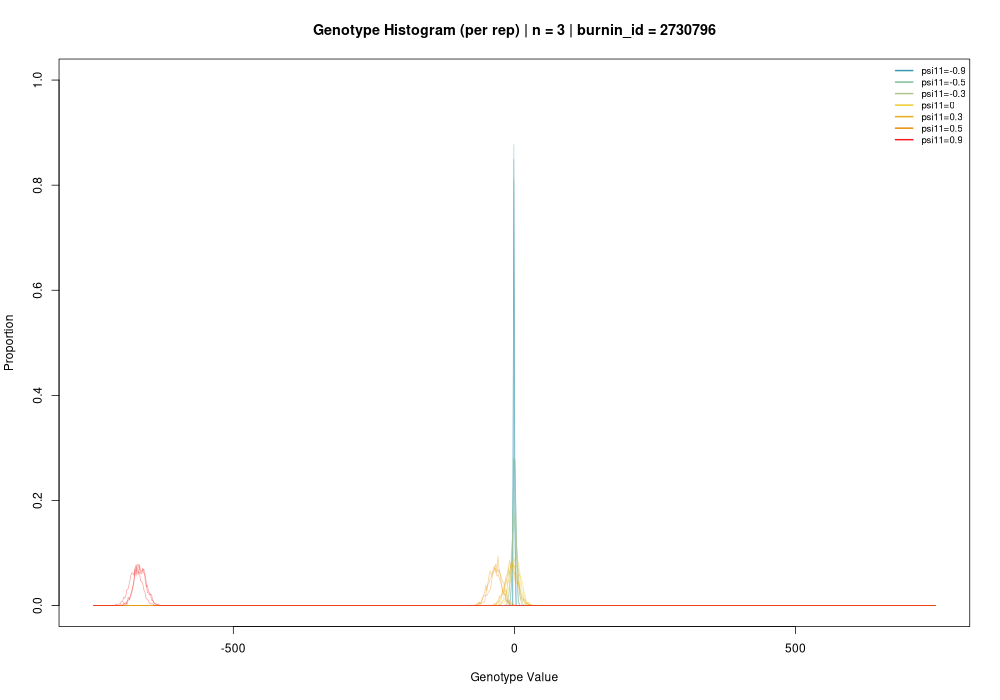 Genotype Histogram (per rep) | n = 3 | burnin_id = 2730796
psi11=-0.9
psi11=-0.5
psi11=-0.3
psi11=0
psi11=0.3
psi11=0.5
psi11=0.9
1.0
0.8
0.6
0.4
0.2
0.0
Proportion
-500
0
500
Genotype Value